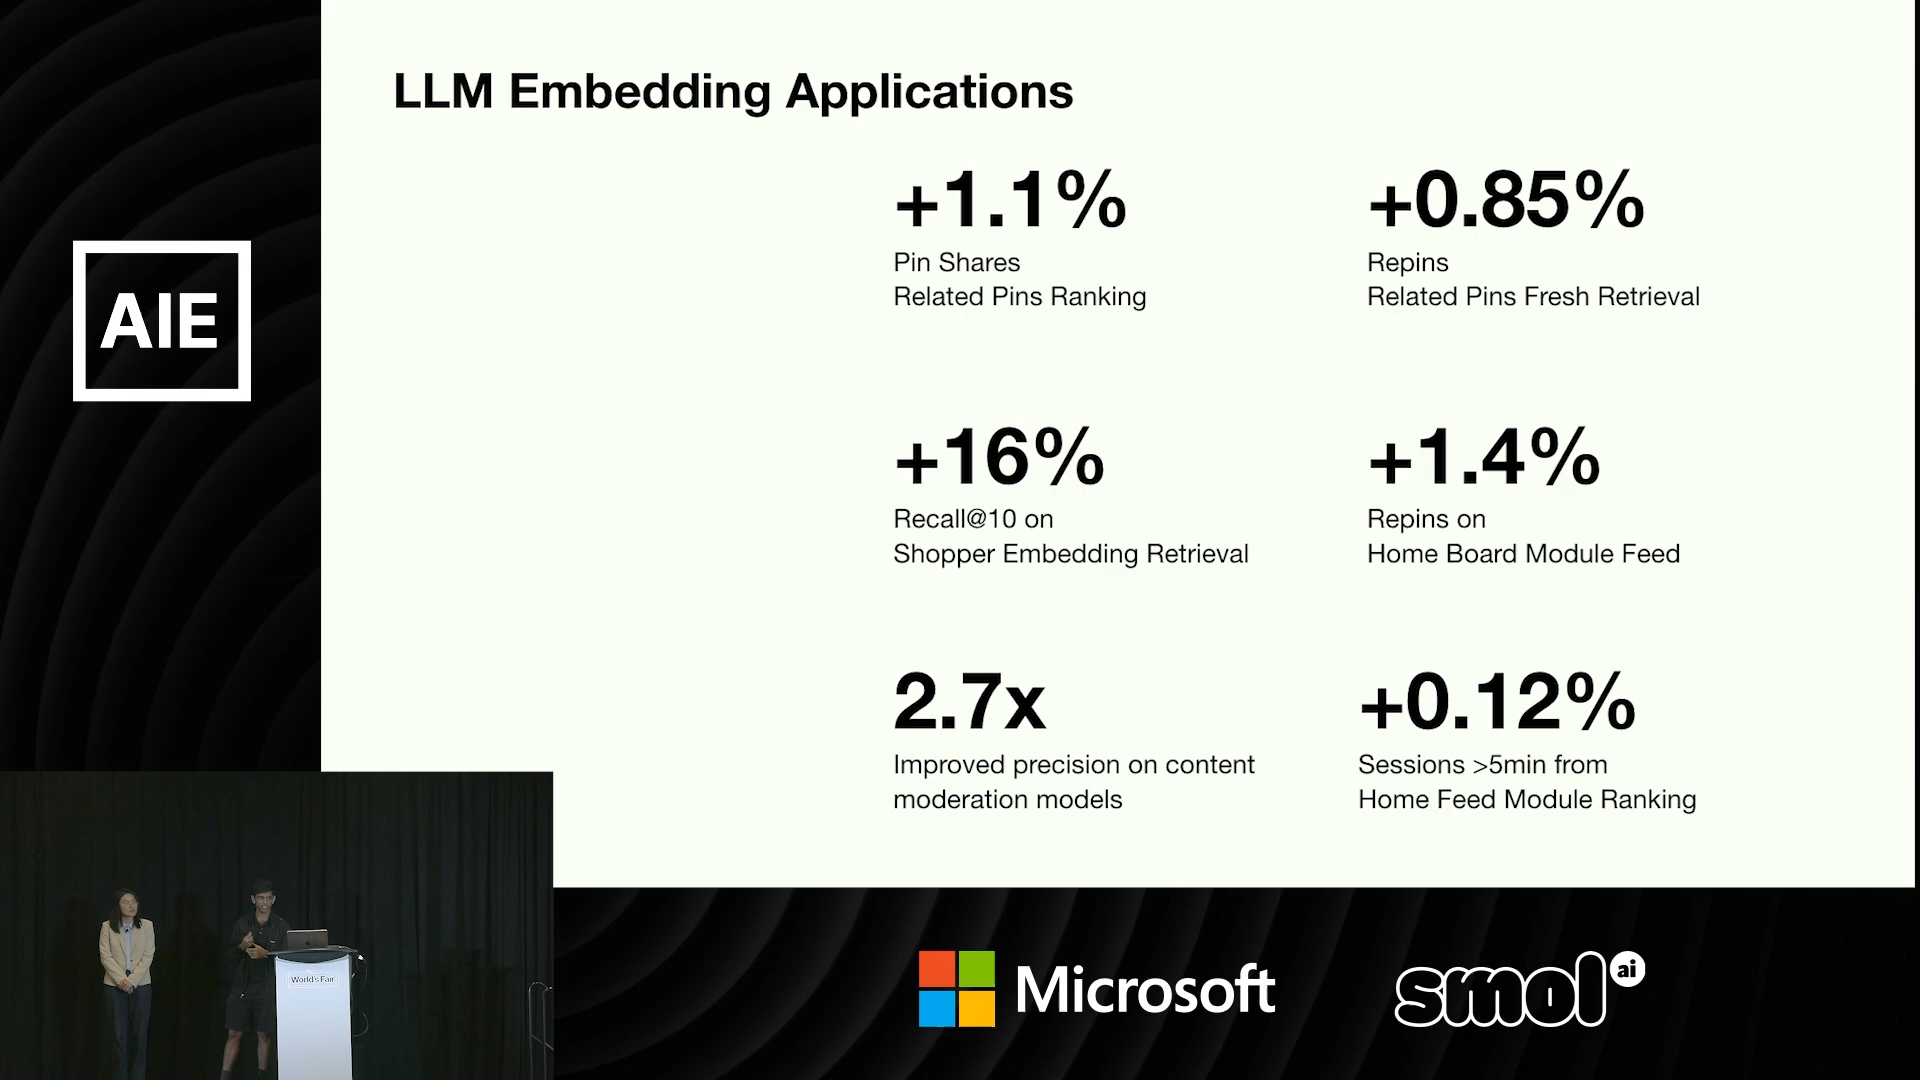 LLM Embedding Applications
+1.1%
Pin Shares
Related Pins Ranking
+0.85%
Repins
Related Pins Fresh Retrieval
+16%
Recall@10 on
Shopper Embedding Retrieval
+1.4%
Repins on
Home Board Module Feed
2.7x
Improved precision on content
moderation models
+0.12%
Sessions >5min from
Home Feed Module Ranking
AIE
World's Fair
Microsoft
smol ai